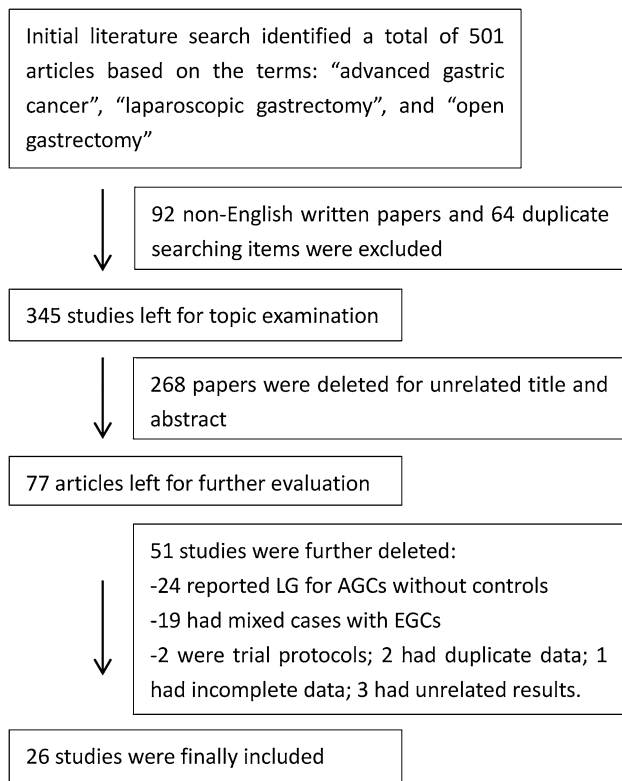 Initial literature search identified a total of 501
articles based on the terms: “advanced gastric
cancer”, “laparoscopic gastrectomy”, and “open
gastrectomy”
92 non-English written papers and 64 duplicate
searching items were excluded
345 studies left for topic examination
268 papers were deleted for unrelated title and
abstract
77 articles left for further evaluation
51 studies were further deleted:
-24 reported LG for AGCs without controls
-19 had mixed cases with EGCs
-2 were trial protocols; 2 had duplicate data; 1
had incomplete data; 3 had unrelated results.
26 studies were finally included